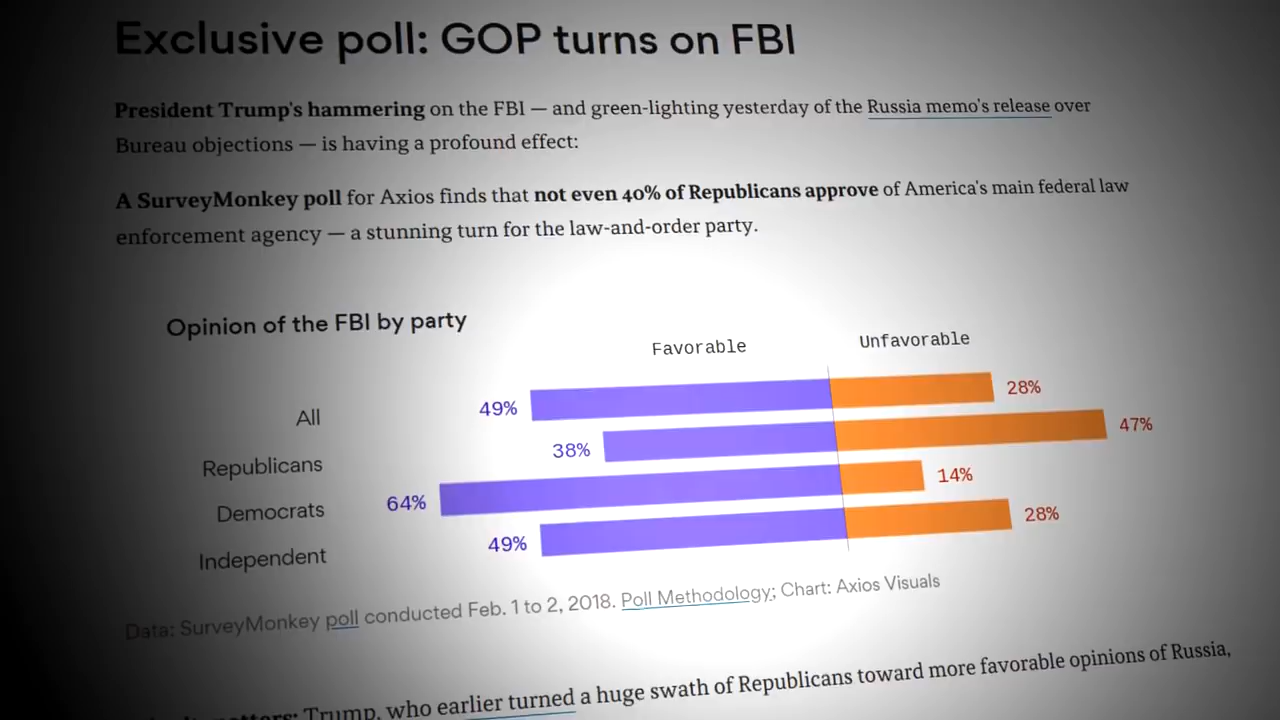 Exclusive poll: GOP turns on FBI
President Trump's hammering on the FBI — and green-lighting yesterday of the Russia memo's release over
Bureau objections — is having a profound effect:
A SurveyMonkey poll for Axios finds that not even 40% of Republicans approve of America's main federal law
enforcement agency — a stunning turn for the law-and-order party.
Opinion of the FBI by party
Favorable Unfavorable
All 49% 28%
Republicans 38% 47%
Democrats 64% 14%
Independent 49% 28%
Data: SurveyMonkey poll conducted Feb. 1 to 2, 2018. Poll Methodology; Chart: Axios Visuals
Trump, who earlier turned a huge swath of Republicans toward more favorable opinions of Russia,